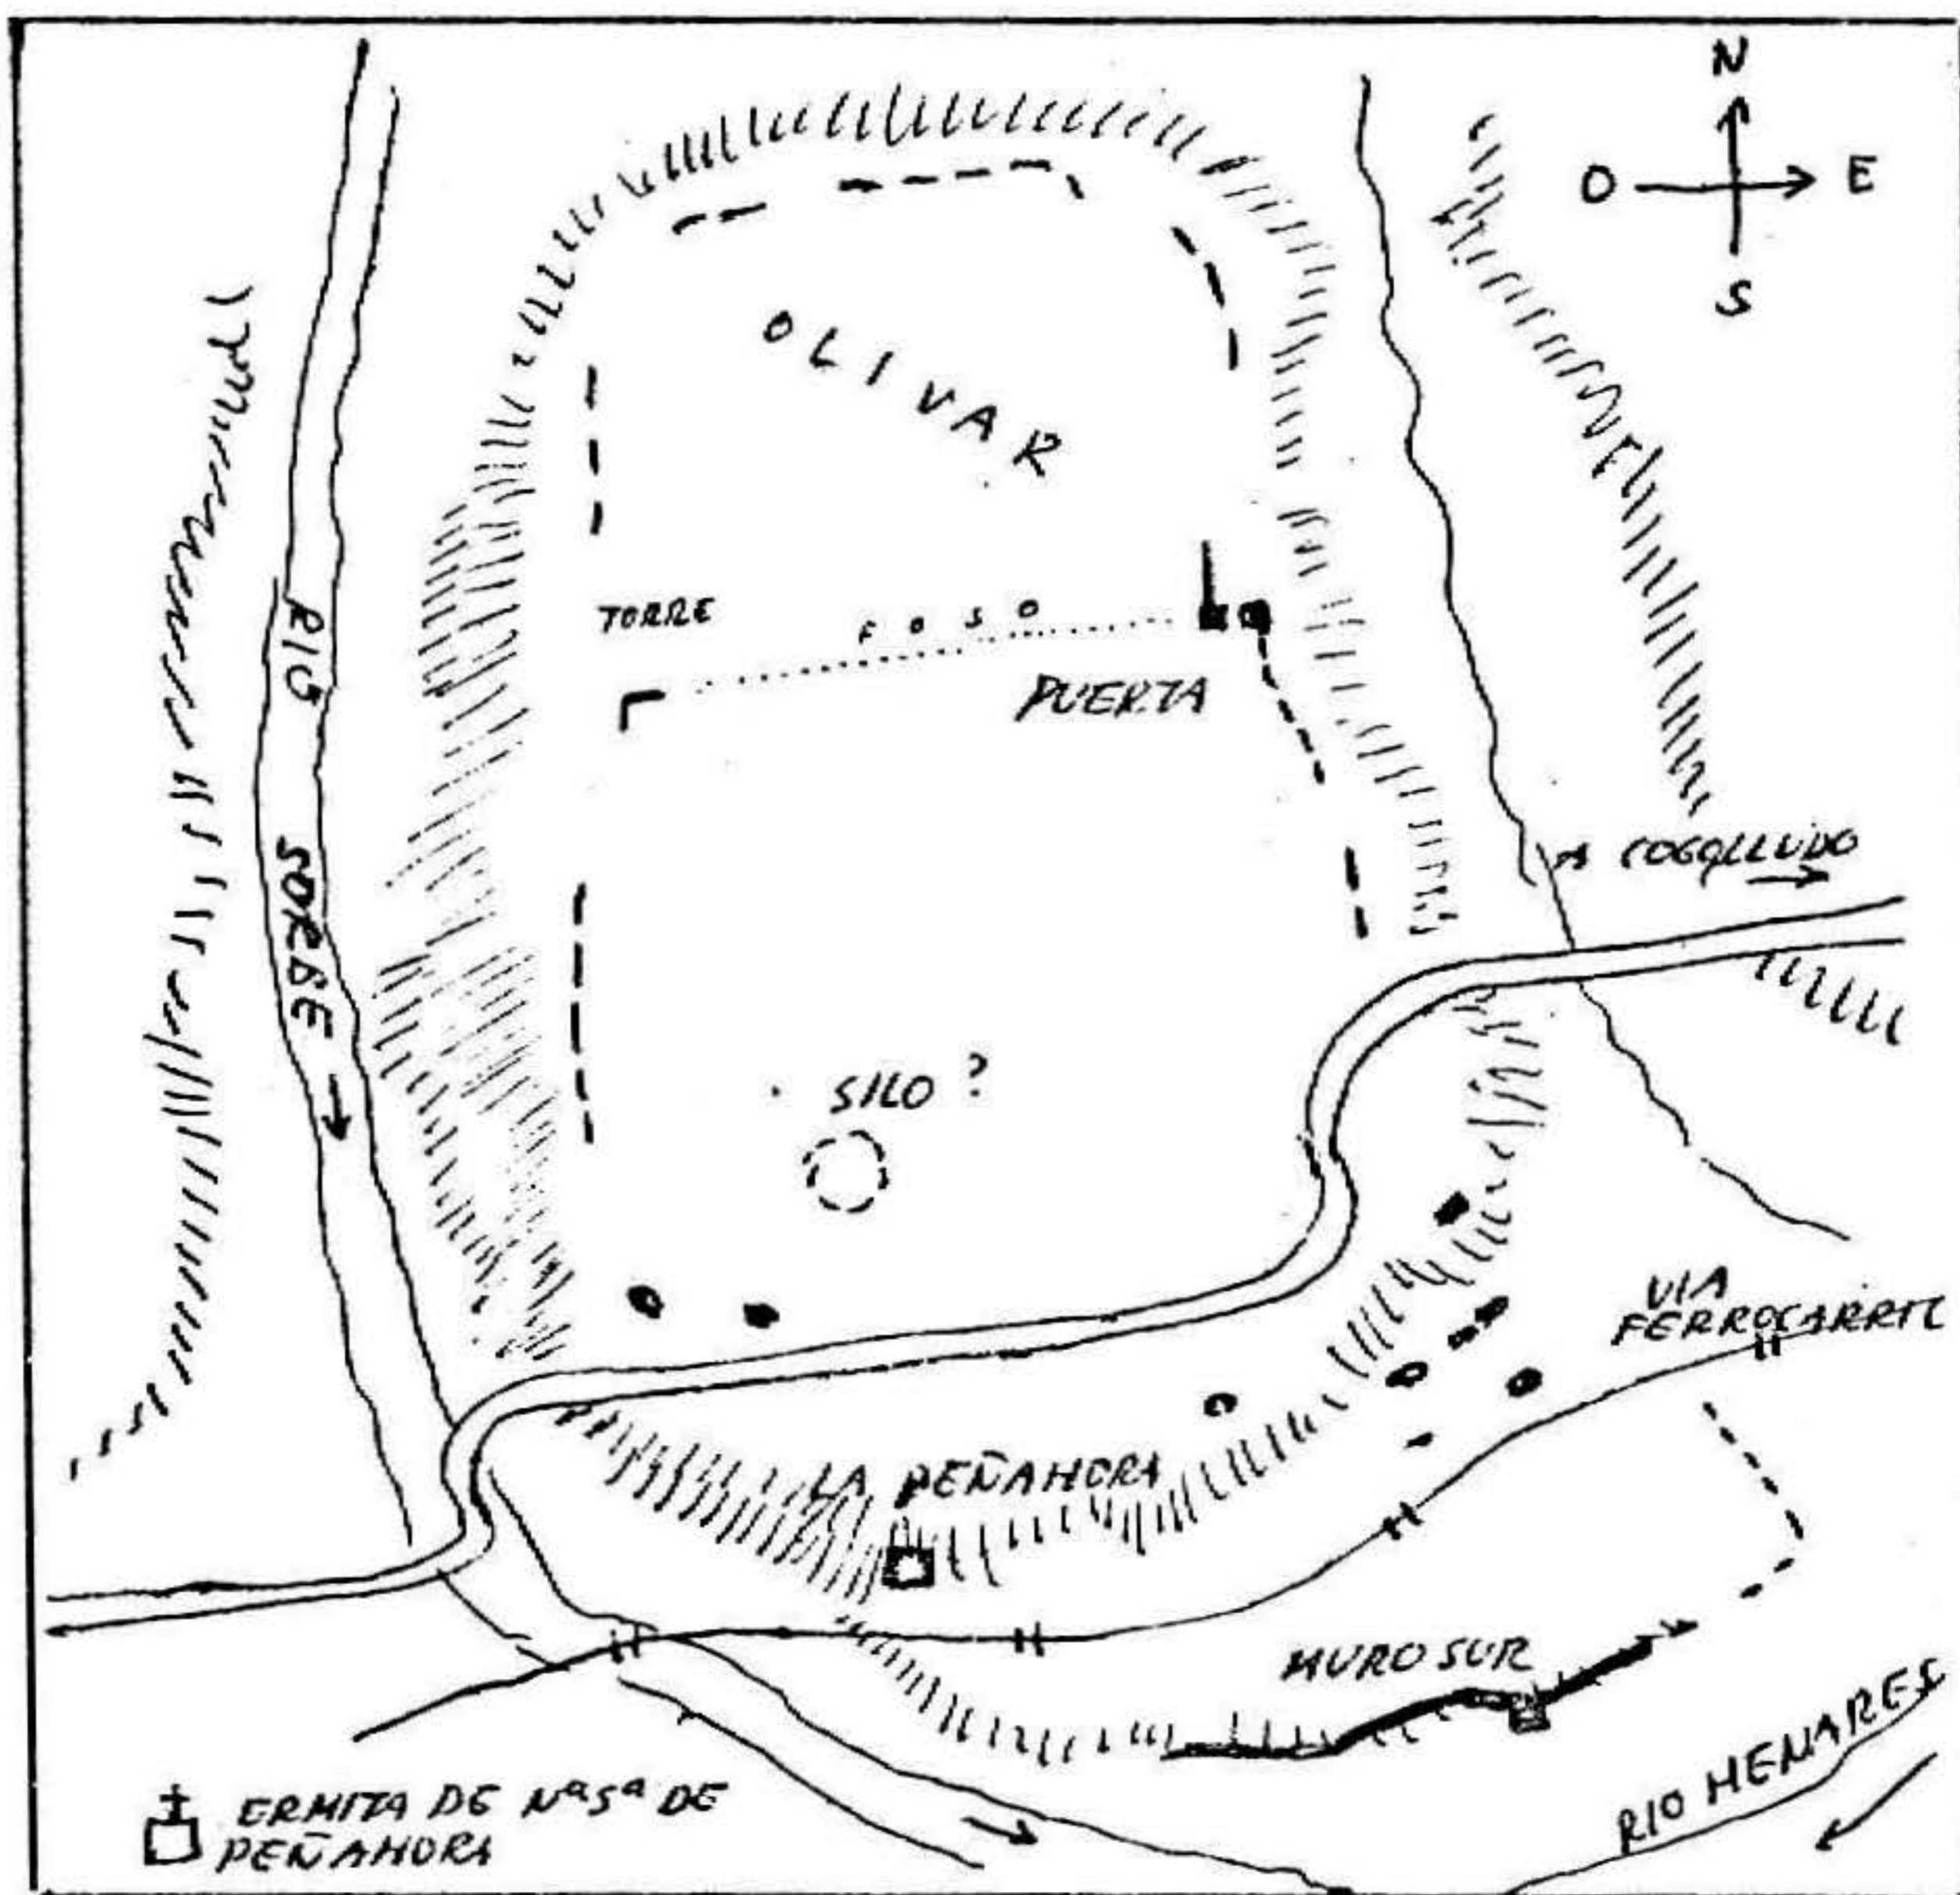 N
O E
S
OLIVAR
RIO SORBE
TORRE
FOSO
PUERTA
A COGOLLUDO
SILO ?
VIA
FERROCARRIL
LA PEÑAHORA
MURO SUR
RIO HENARES
ERMITA DE Nª Sª DE
PEÑAHORA